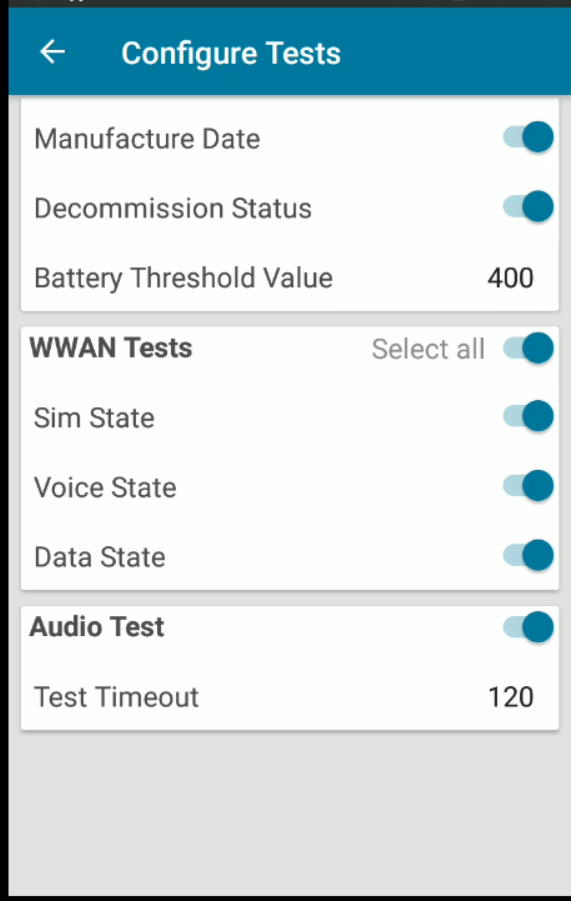 Configure Tests
Manufacture Date
Decommission Status
Battery Threshold Value 400
WWAN Tests Select all
Sim State
Voice State
Data State
Audio Test
Test Timeout 120